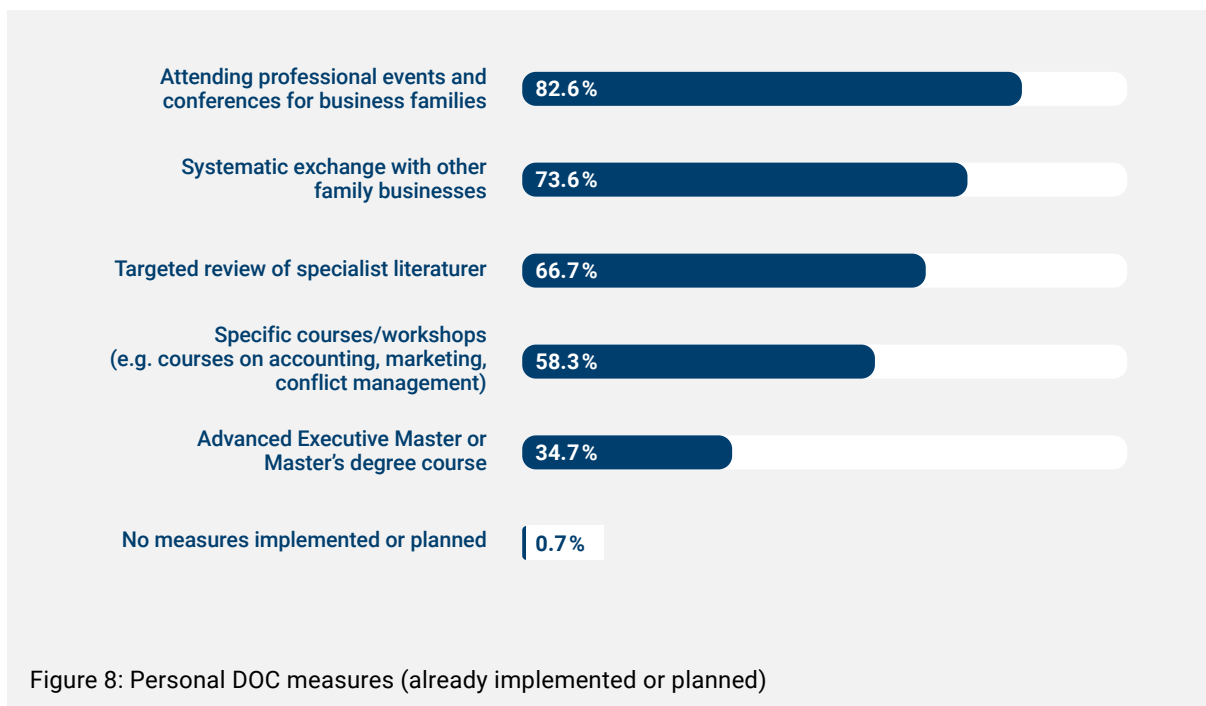 Attending professional events and
conferences for business families
82.6%
Systematic exchange with other
family businesses
73.6%
Targeted review of specialist literaturer
66.7%
Specific courses/workshops
(e.g. courses on accounting, marketing,
conflict management)
58.3%
Advanced Executive Master or
Master’s degree course
34.7%
No measures implemented or planned
0.7%
Figure 8: Personal DOC measures (already implemented or planned)